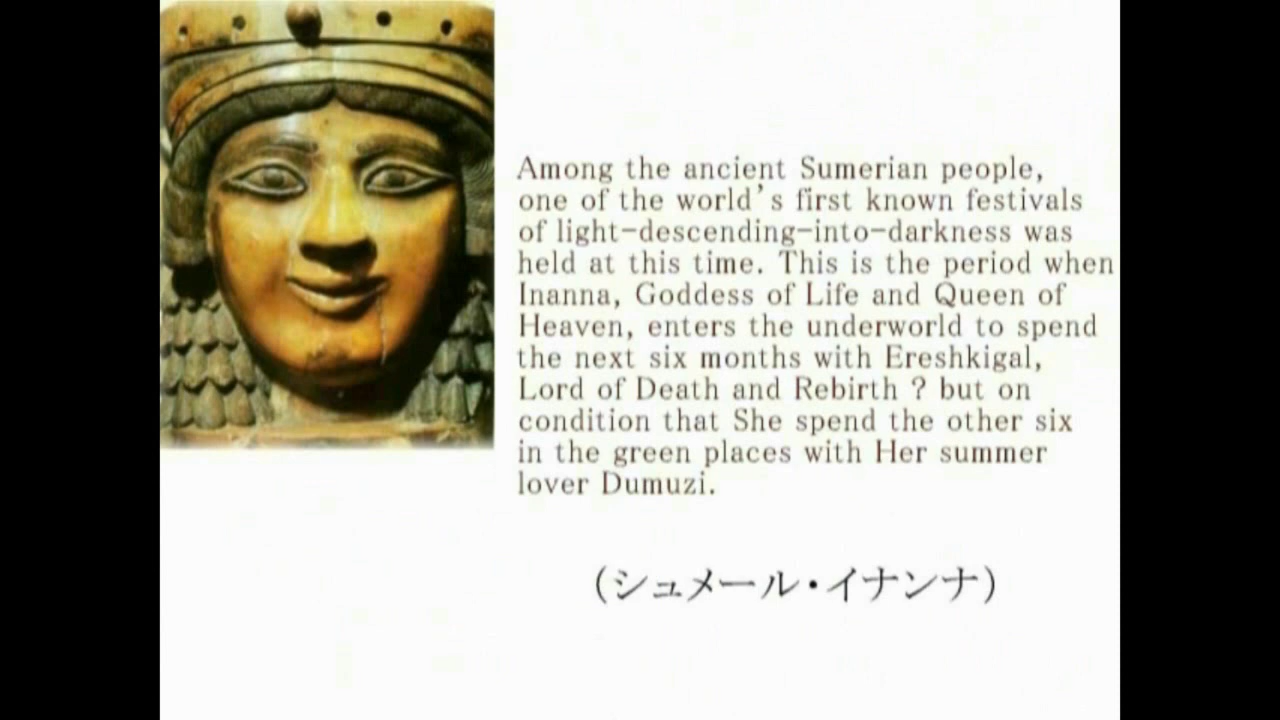 Among the ancient Sumerian people,
one of the world's first known festivals
of light-descending-into-darkness was
held at this time. This is the period when
Inanna, Goddess of Life and Queen of
Heaven, enters the underworld to spend
the next six months with Ereshkigal,
Lord of Death and Rebirth ? but on
condition that She spend the other six
in the green places with Her summer
lover Dumuzi.
（シュメール・イナンナ）